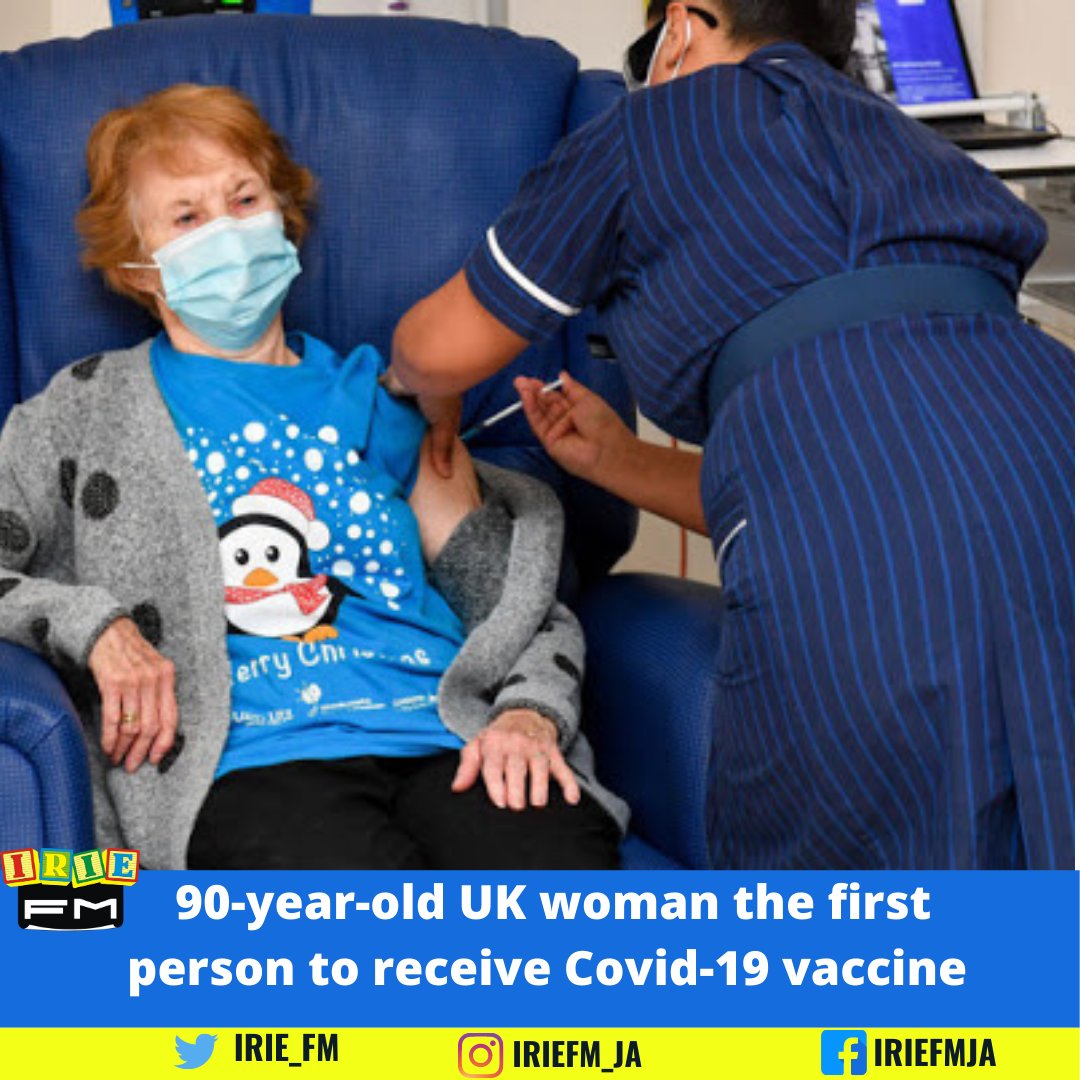 IRIE
FM
90-year-old UK woman the first
person to receive Covid-19 vaccine
IRIE_FM
IRIEFM_JA
IRIEFMJA